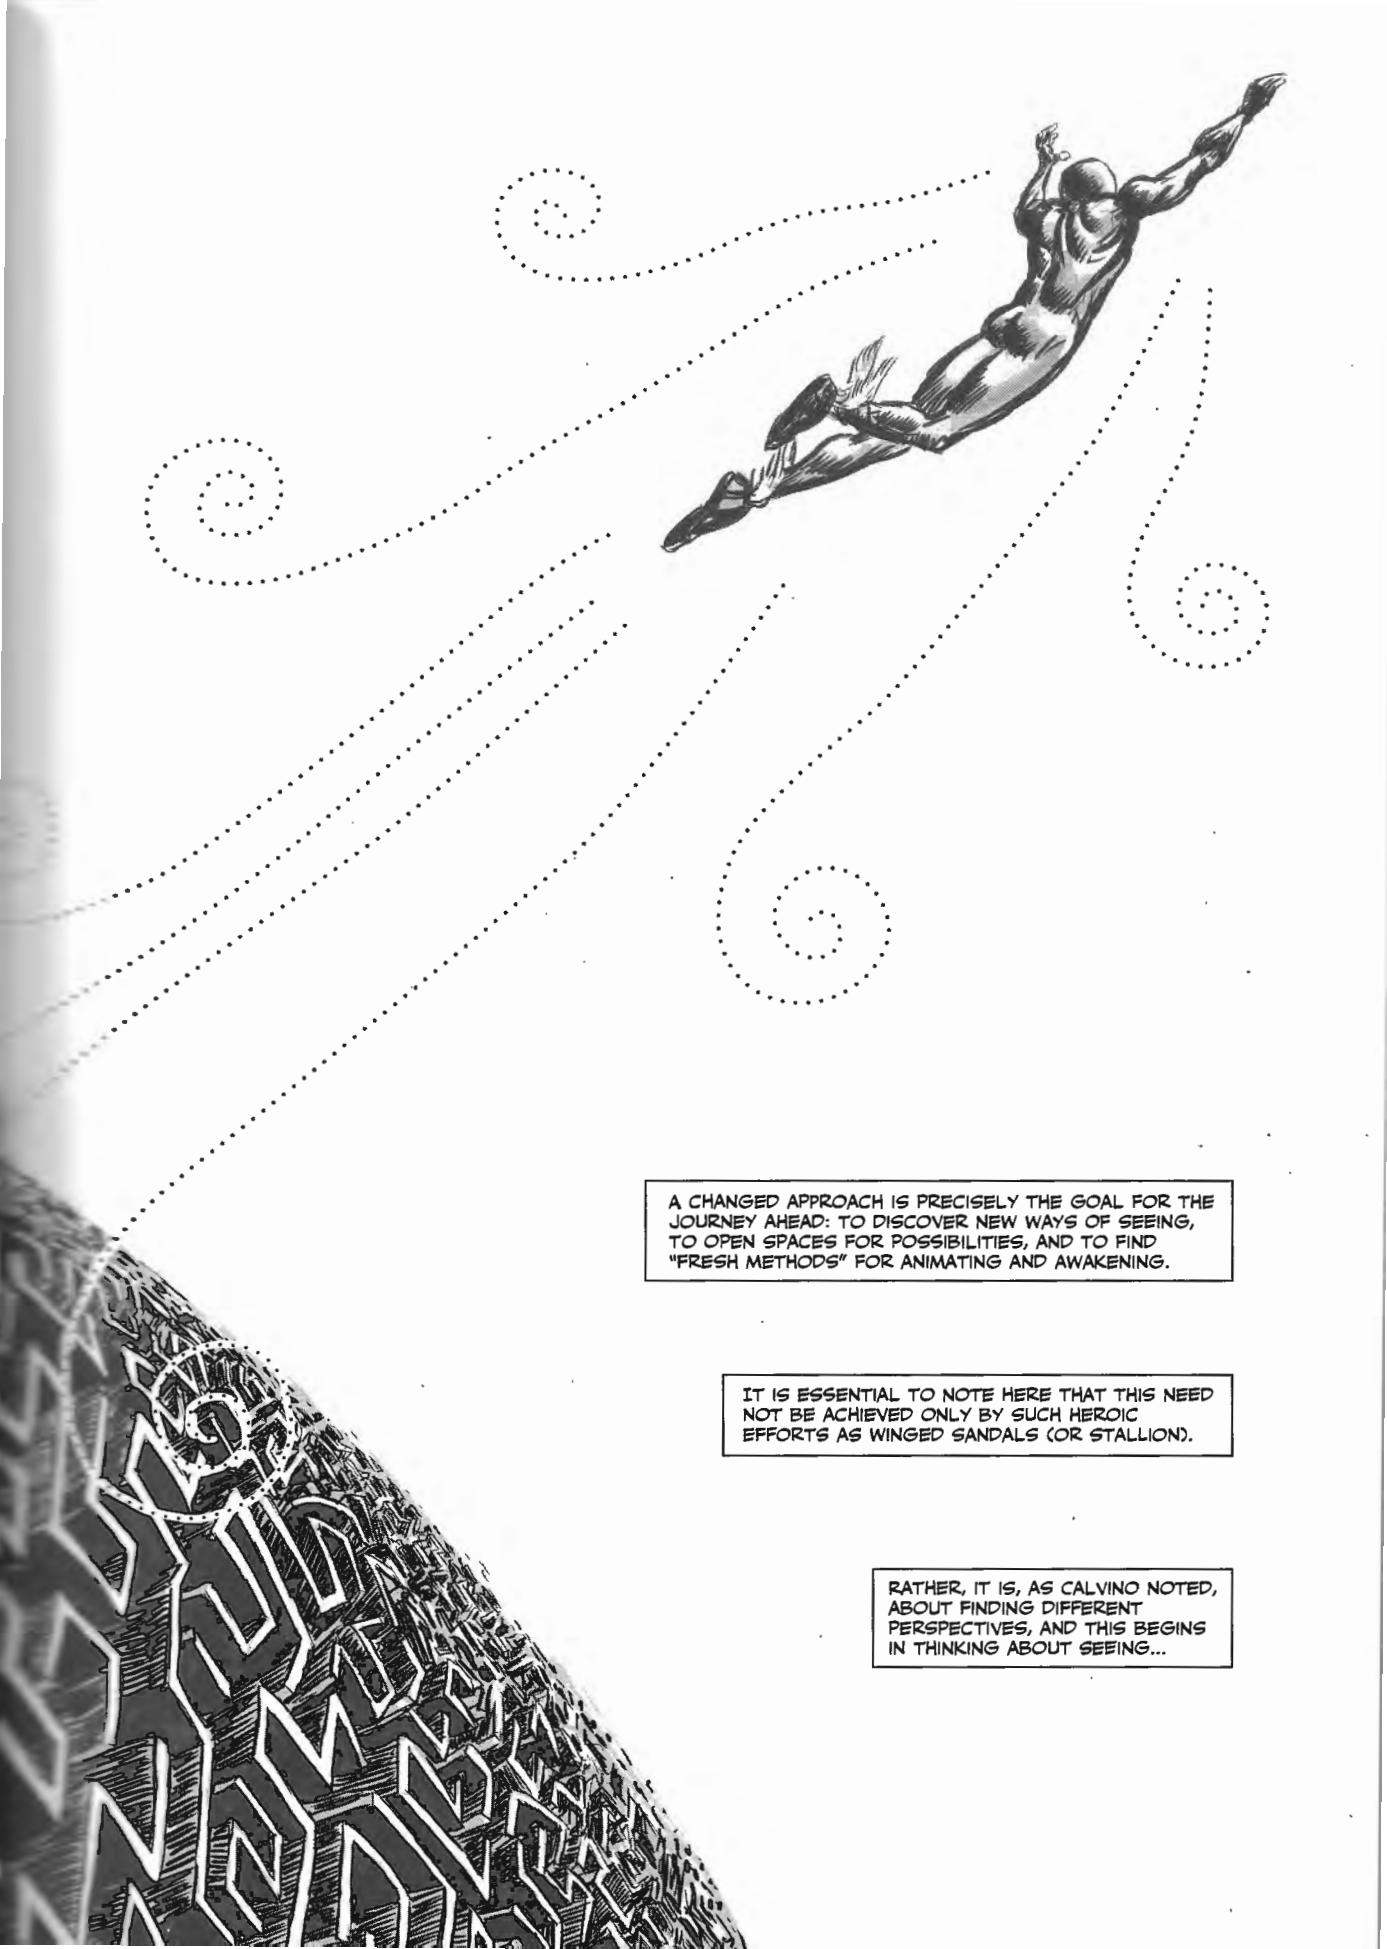 A CHANGED APPROACH IS PRECISELY THE GOAL FOR THE
JOURNEY AHEAD: TO DISCOVER NEW WAYS OF SEEING,
TO OPEN SPACES FOR POSSIBILITIES, AND TO FIND
"FRESH METHODS" FOR ANIMATING AND AWAKENING.
IT IS ESSENTIAL TO NOTE HERE THAT THIS NEED
NOT BE ACHIEVED ONLY BY SUCH HEROIC
EFFORTS AS WINGED SANDALS (OR STALLION).
RATHER, IT IS, AS CALVINO NOTED,
ABOUT FINDING DIFFERENT
PERSPECTIVES, AND THIS BEGINS
IN THINKING ABOUT SEEING...